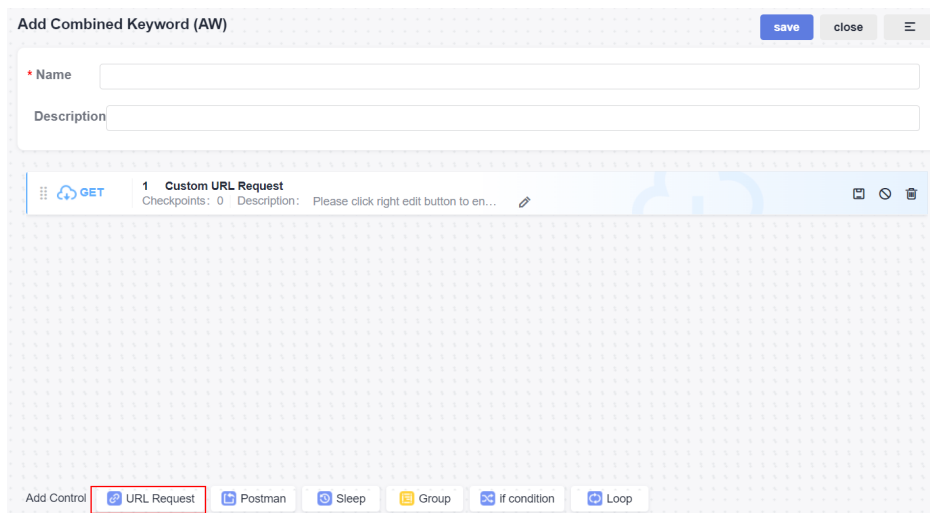 Add Combined Keyword (AW)
save close
* Name
Description
GET 1 Custom URL Request
Checkpoints: 0 Description: Please click right edit button to en...
Add Control URL Request Postman Sleep Group if condition Loop